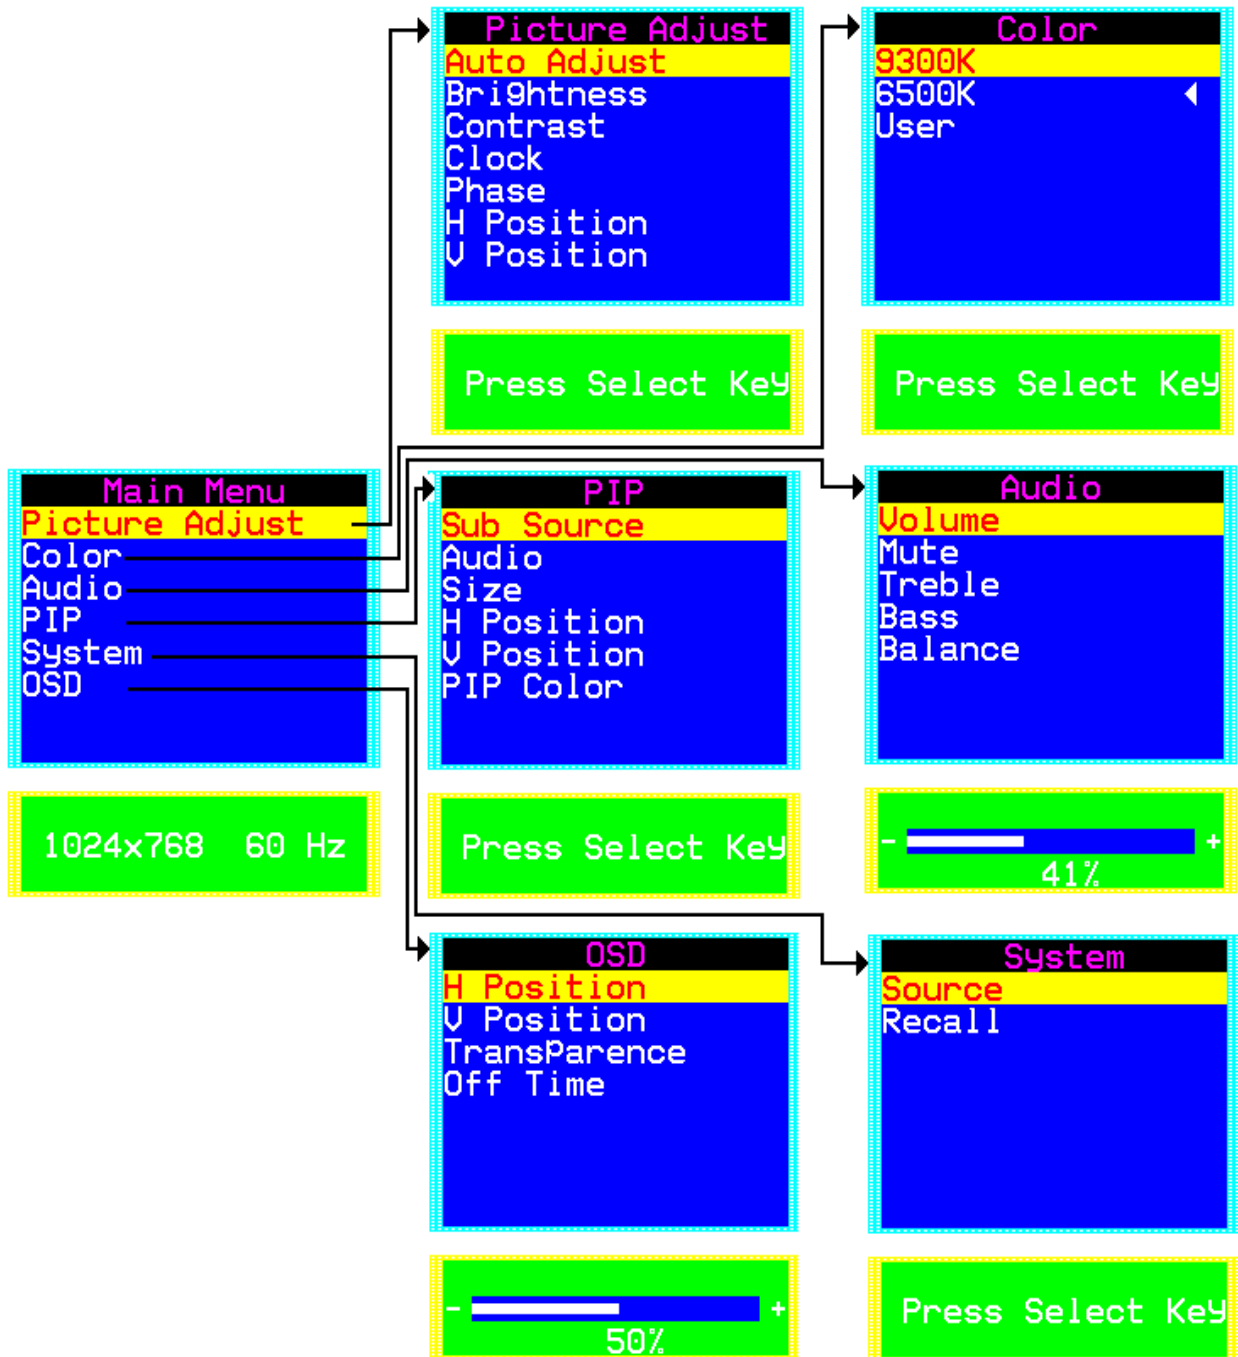 Picture Adjust
Auto Adjust
Brightness
Contrast
Clock
Phase
H Position
V Position
Press Select Key
Color
9300K
6500K
User
Press Select Key
Main Menu
Picture Adjust
Color
Audio
PIP
System
OSD
1024x768 60 Hz
PIP
Sub Source
Audio
Size
H Position
V Position
PIP Color
Press Select Key
Audio
Volume
Mute
Treble
Bass
Balance
- +
41%
OSD
H Position
V Position
TransParence
Off Time
- +
50%
System
Source
Recall
Press Select Key